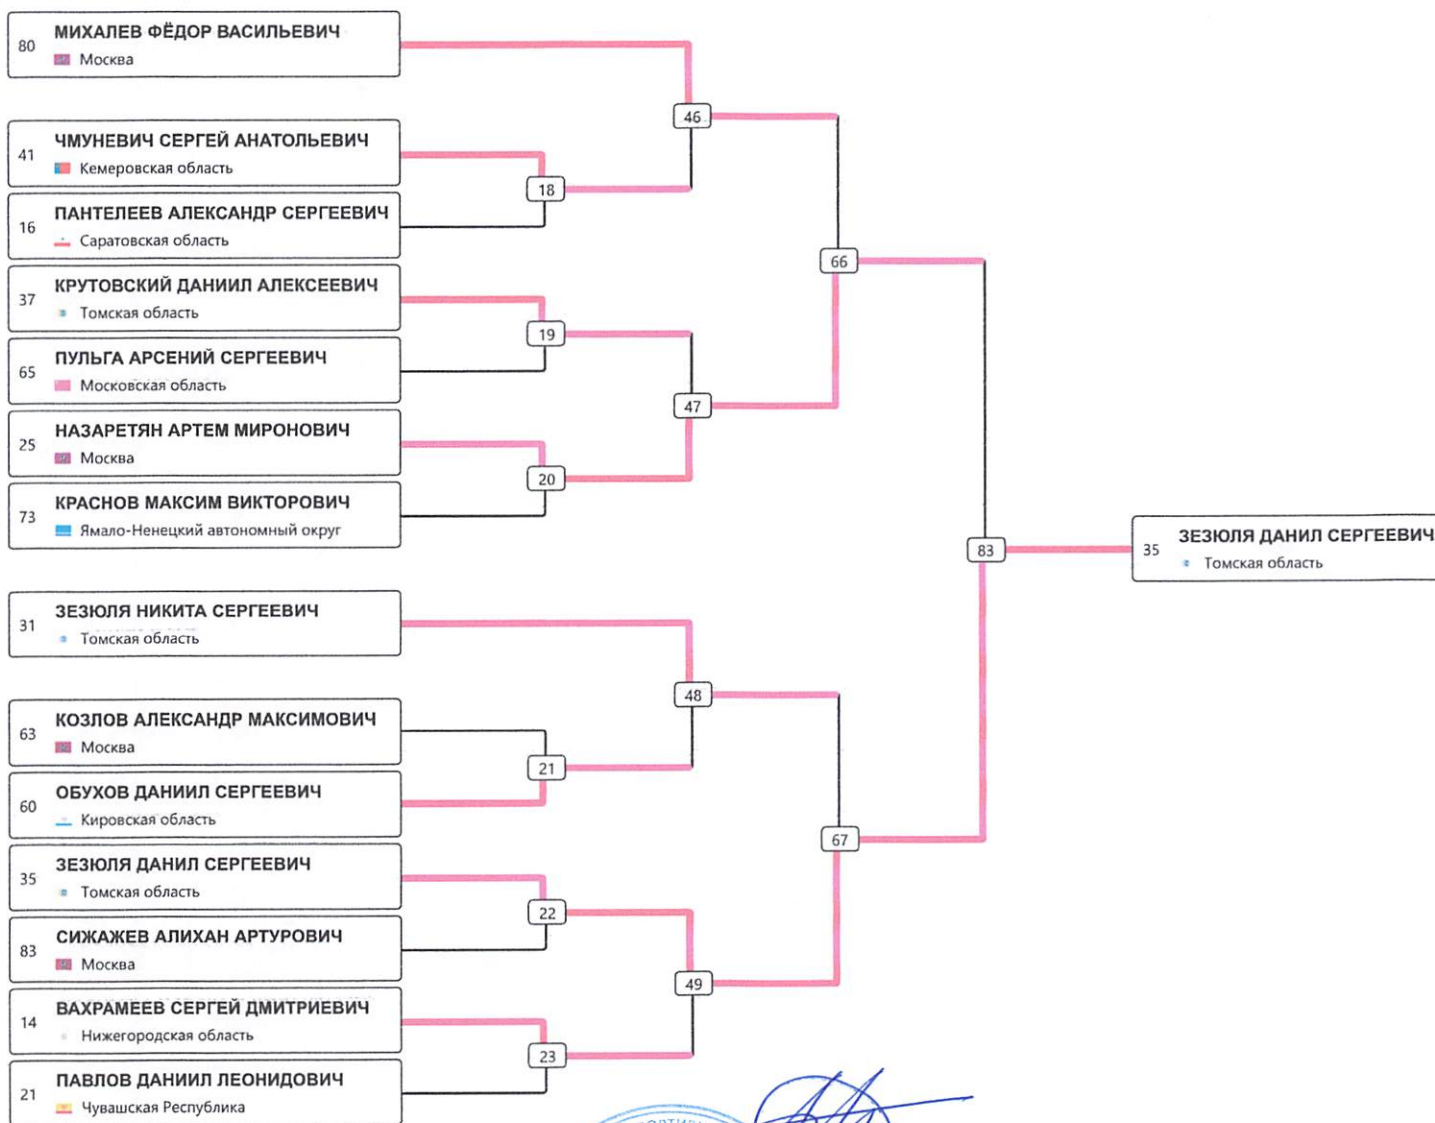 80
МИХАЛЕВ ФЁДОР ВАСИЛЬЕВИЧ
Москва
46
41
ЧМУНЕВИЧ СЕРГЕЙ АНАТОЛЬЕВИЧ
Кемеровская область
18
16
ПАНТЕЛЕЕВ АЛЕКСАНДР СЕРГЕЕВИЧ
Саратовская область
66
37
КРУТОВСКИЙ ДАНИИЛ АЛЕКСЕЕВИЧ
Томская область
19
65
ПУЛЬГА АРСЕНИЙ СЕРГЕЕВИЧ
Московская область
47
25
НАЗАРЕТЯН АРТЕМ МИРОНОВИЧ
Москва
20
73
КРАСНОВ МАКСИМ ВИКТОРОВИЧ
Ямало-Ненецкий автономный округ
83
35
ЗЕЗЮЛЯ ДАНИЛ СЕРГЕЕВИЧ
Томская область
31
ЗЕЗЮЛЯ НИКИТА СЕРГЕЕВИЧ
Томская область
48
63
КОЗЛОВ АЛЕКСАНДР МАКСИМОВИЧ
Москва
21
60
ОБУХОВ ДАНИИЛ СЕРГЕЕВИЧ
Кировская область
67
35
ЗЕЗЮЛЯ ДАНИЛ СЕРГЕЕВИЧ
Томская область
22
83
СИЖАЖЕВ АЛИХАН АРТУРОВИЧ
Москва
49
14
ВАХРАМЕЕВ СЕРГЕЙ ДМИТРИЕВИЧ
Нижегородская область
23
21
ПАВЛОВ ДАНИИЛ ЛЕОНИДОВИЧ
Чувашская Республика